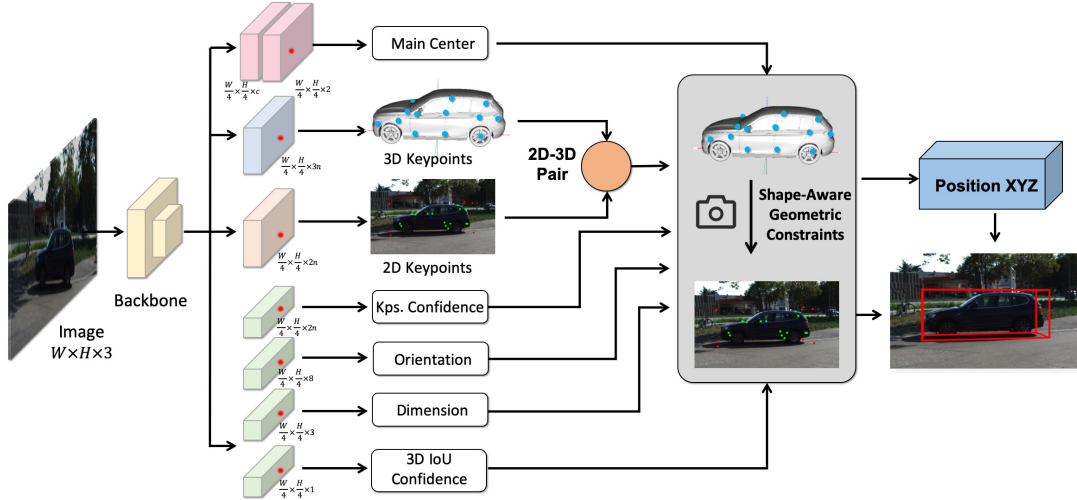 Main Center
W/4 × H/4 × c
W/4 × H/4 × 2
W/4 × H/4 × 3n
3D Keypoints
2D-3D
Pair
W/4 × H/4 × 2n
2D Keypoints
Backbone
Image
W×H×3
W/4 × H/4 × 2n
Kps. Confidence
W/4 × H/4 × 8
Orientation
W/4 × H/4 × 3
Dimension
W/4 × H/4 × 1
3D IoU
Confidence
Shape-Aware
Geometric
Constraints
Position XYZ